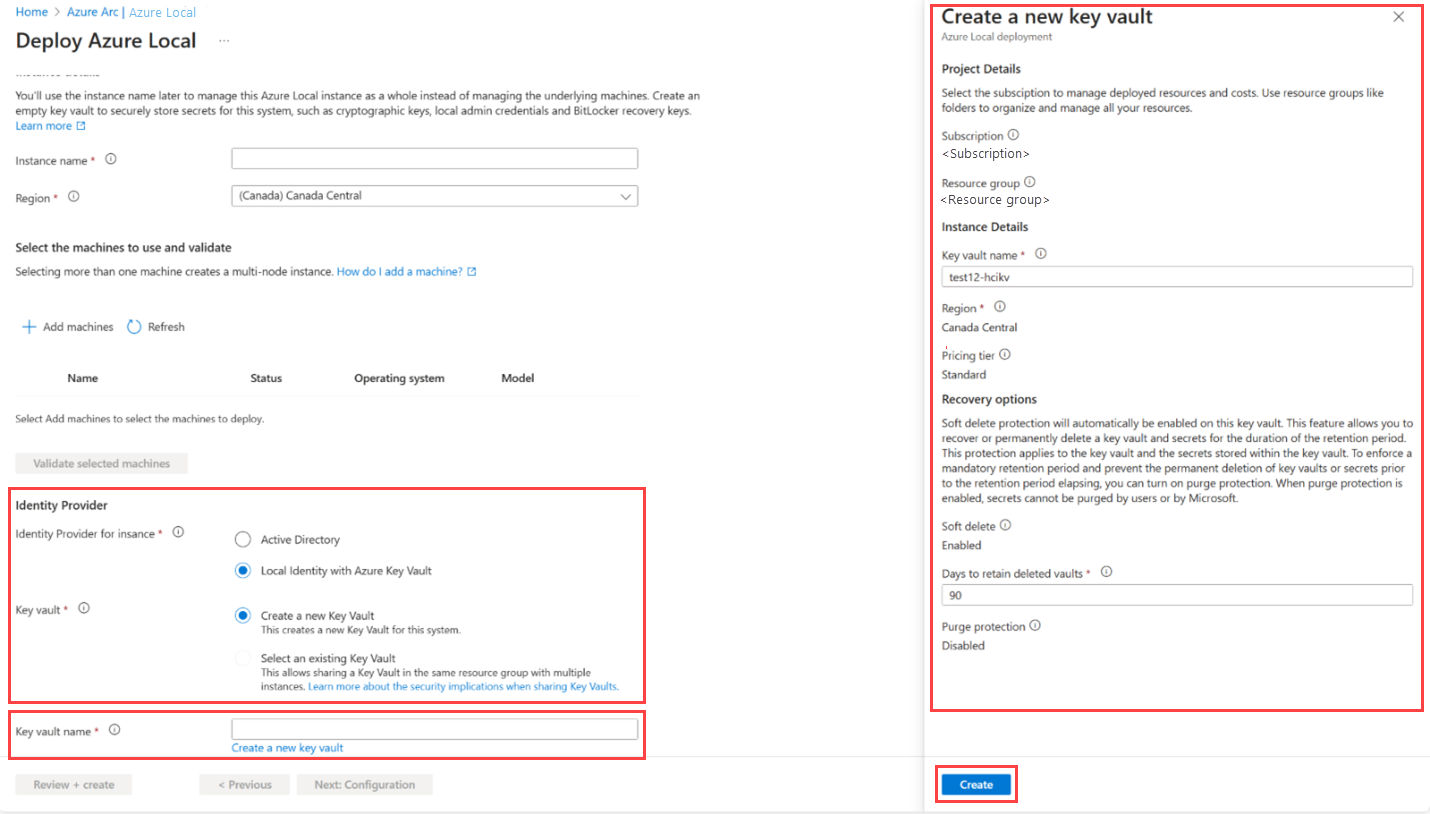 Home > Azure Arc | Azure Local
Deploy Azure Local ...
You'll use the instance name later to manage this Azure Local instance as a whole instead of managing the underlying machines. Create an
empty key vault to securely store secrets for this system, such as cryptographic keys, local admin credentials and BitLocker recovery keys.
Learn more
Instance name *
Region *
(Canada) Canada Central
Select the machines to use and validate
Selecting more than one machine creates a multi-node instance. How do I add a machine?
Add machines
Refresh
Name Status Operating system Model
Select Add machines to select the machines to deploy.
Validate selected machines
Identity Provider
Identity Provider for insance *
Active Directory
Local Identity with Azure Key Vault
Key vault *
Create a new Key Vault
This creates a new Key Vault for this system.
Select an existing Key Vault
This allows sharing a Key Vault in the same resource group with multiple
instances. Learn more about the security implications when sharing Key Vaults.
Key vault name *
Create a new key vault
Review + create
< Previous
Next: Configuration
Create a new key vault
Azure Local deployment
Project Details
Select the subsciption to manage deployed resources and costs. Use resource groups like
folders to organize and manage all your resources.
Subscription
<Subscription>
Resource group
<Resource group>
Instance Details
Key vault name *
test12-hcikv
Region *
Canada Central
Pricing tier
Standard
Recovery options
Soft delete protection will automatically be enabled on this key vault. This feature allows you to
recover or permanently delete a key vault and secrets for the duration of the retention period.
This protection applies to the key vault and the secrets stored within the key vault. To enforce a
mandatory retention period and prevent the permanent deletion of key vaults or secrets prior
to the retention period elapsing, you can turn on purge protection. When purge protection is
enabled, secrets cannot be purged by users or by Microsoft.
Soft delete
Enabled
Days to retain deleted vaults *
90
Purge protection
Disabled
Create